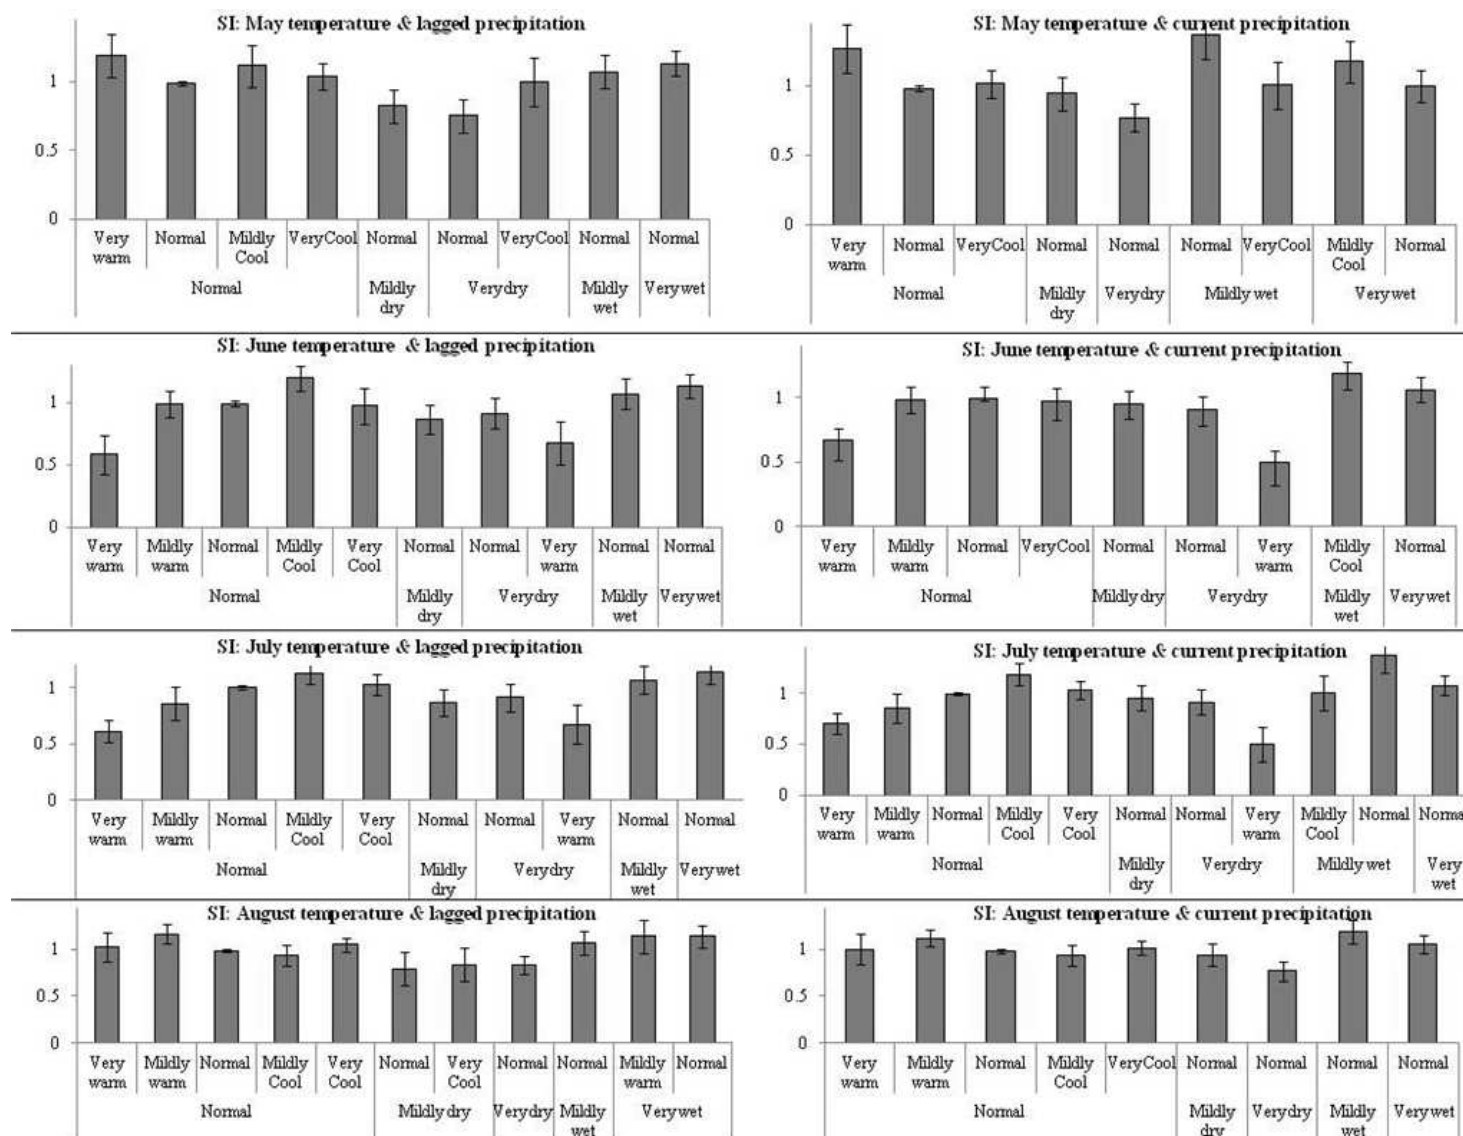 SI: May temperature & lagged precipitation
1
0.5
0
Very warm Normal Mildly Cool VeryCool Normal Normal VeryCool Normal Normal
Normal Mildly dry Verydry Mildly wet Verywet
SI: May temperature & current precipitation
1
0.5
0
Very warm Normal VeryCool Normal Normal Normal VeryCool Mildly Cool Normal
Normal Mildly dry Verydry Mildly wet Very wet
SI: June temperature & lagged precipitation
1
0.5
0
Very warm Mildly warm Normal Mildly Cool Very Cool Normal Normal Very warm Normal Normal
Normal Mildly dry Verydry Mildly wet Very wet
SI: June temperature & current precipitation
1
0.5
0
Very warm Mildly warm Normal VeryCool Normal Normal Very warm Mildly Cool Normal
Normal Mildly dry Verydry Mildly wet Very wet
SI: July temperature & lagged precipitation
1
0.5
0
Very warm Mildly warm Normal Mildly Cool Very Cool Normal Normal Very warm Normal Normal
Normal Mildly dry Verydry Mildly wet Very wet
SI: July temperature & current precipitation
1
0.5
0
Very warm Mildly warm Normal Mildly Cool Very Cool Normal Normal Very warm Mildly Cool Normal Norma
Normal Mildly dry Verydry Mildly wet Very wet
SI: August temperature & lagged precipitation
1
0.5
0
Very warm Mildly warm Normal Mildly Cool Very Cool Normal Very Cool Normal Normal Mildly warm Normal
Normal Mildly dry Verydry Mildly wet Very wet
SI: August temperature & current precipitation
1
0.5
0
Very warm Mildly warm Normal Mildly Cool VeryCool Normal Normal Normal Normal
Normal Mildly dry Verydry Mildly wet Very wet